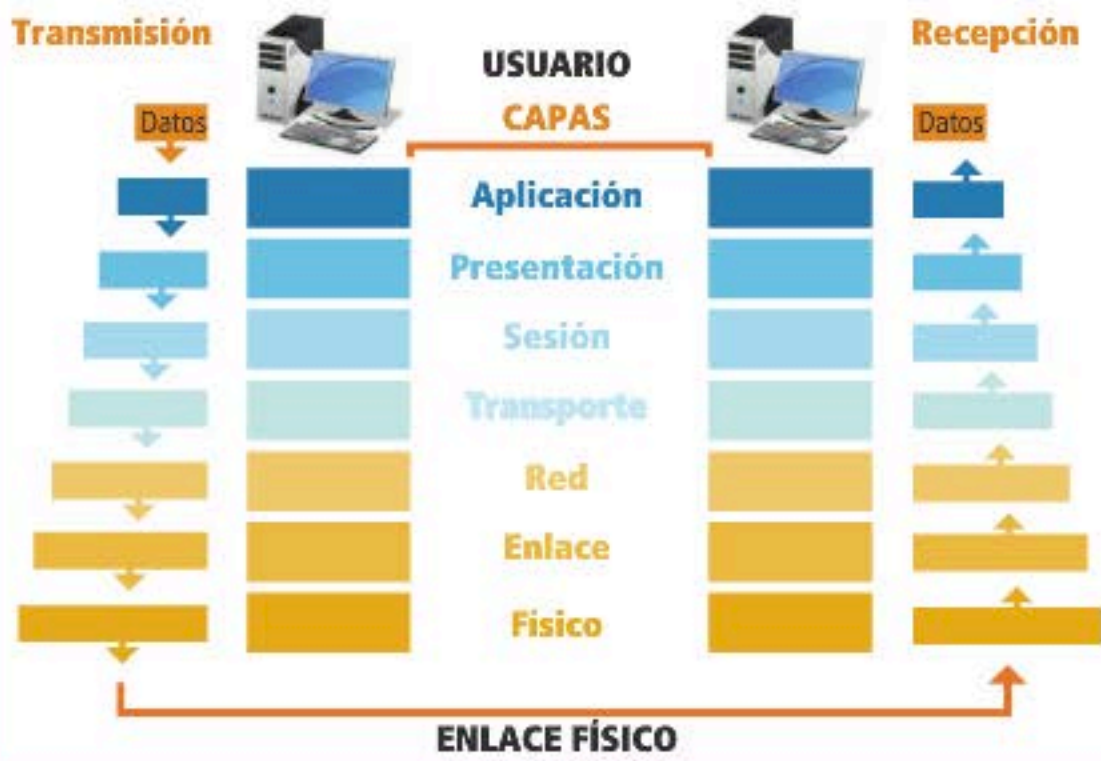 Transmisión
USUARIO
Recepción
Datos
CAPAS
Datos
Aplicación
Presentación
Sesión
Transporte
Red
Enlace
Fisico
ENLACE FÍSICO